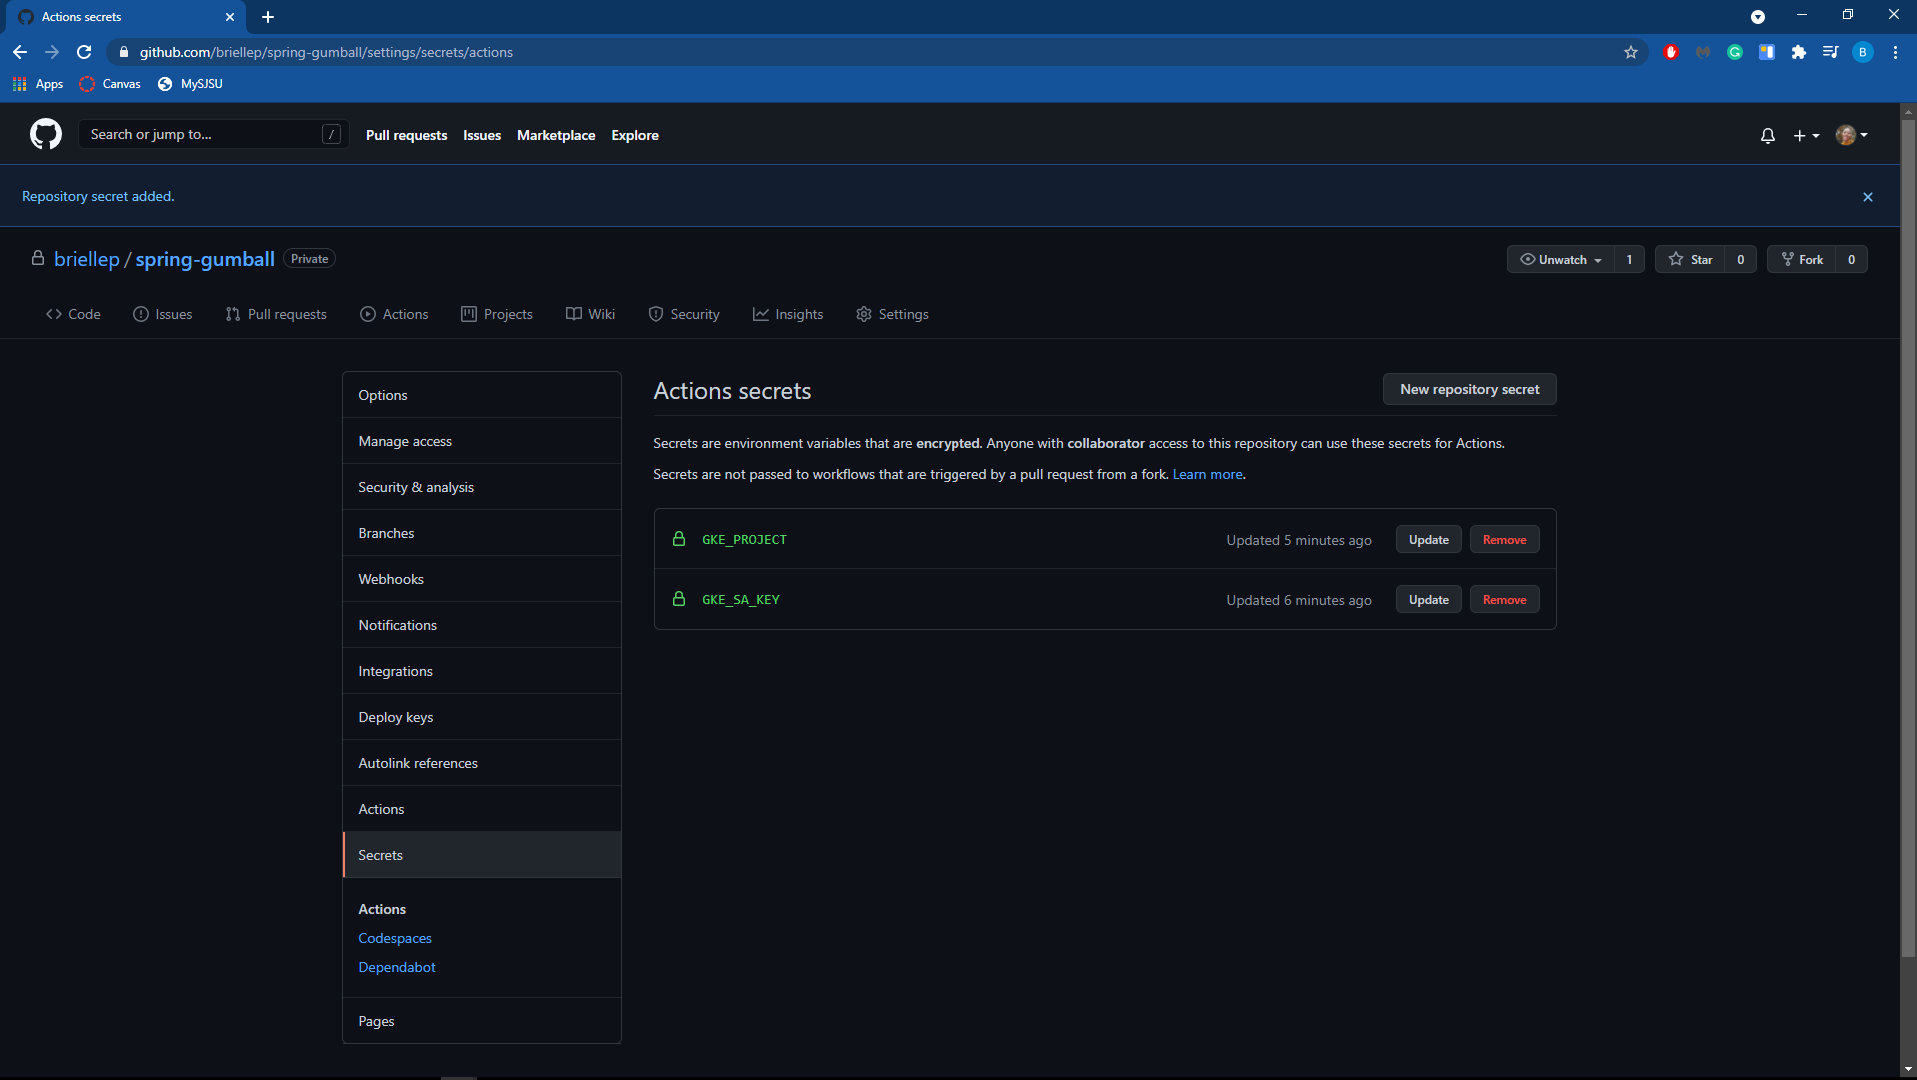 Actions secrets
github.com/briellep/spring-gumball/settings/secrets/actions
B
Apps Canvas MySJSU
Search or jump to... /
Pull requests Issues Marketplace Explore
Repository secret added.
briellep / spring-gumball Private
Unwatch 1 Star 0 Fork 0
Code Issues Pull requests Actions Projects Wiki Security Insights Settings
Options
Manage access
Security & analysis
Branches
Webhooks
Notifications
Integrations
Deploy keys
Autolink references
Actions
Secrets
Actions
Codespaces
Dependabot
Pages
Actions secrets
New repository secret
Secrets are environment variables that are encrypted. Anyone with collaborator access to this repository can use these secrets for Actions.
Secrets are not passed to workflows that are triggered by a pull request from a fork. Learn more.
GKE_PROJECT Updated 5 minutes ago Update Remove
GKE_SA_KEY Updated 6 minutes ago Update Remove